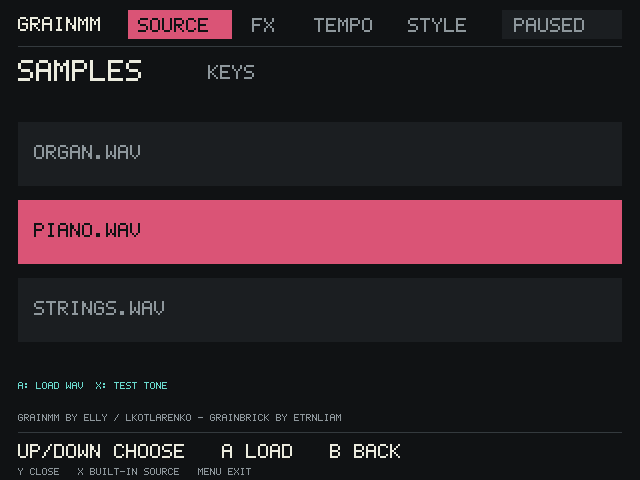 GRAINMM SOURCE FX TEMPO STYLE PAUSED
SAMPLES KEYS
ORGAN.WAV
PIANO.WAV
STRINGS.WAV
A: LOAD WAV X: TEST TONE
GRAINMM BY ELLY / LKOTLARENKO - GRAINBRICK BY ETRNLIAM
UP/DOWN CHOOSE A LOAD B BACK
Y CLOSE X BUILT-IN SOURCE MENU EXIT